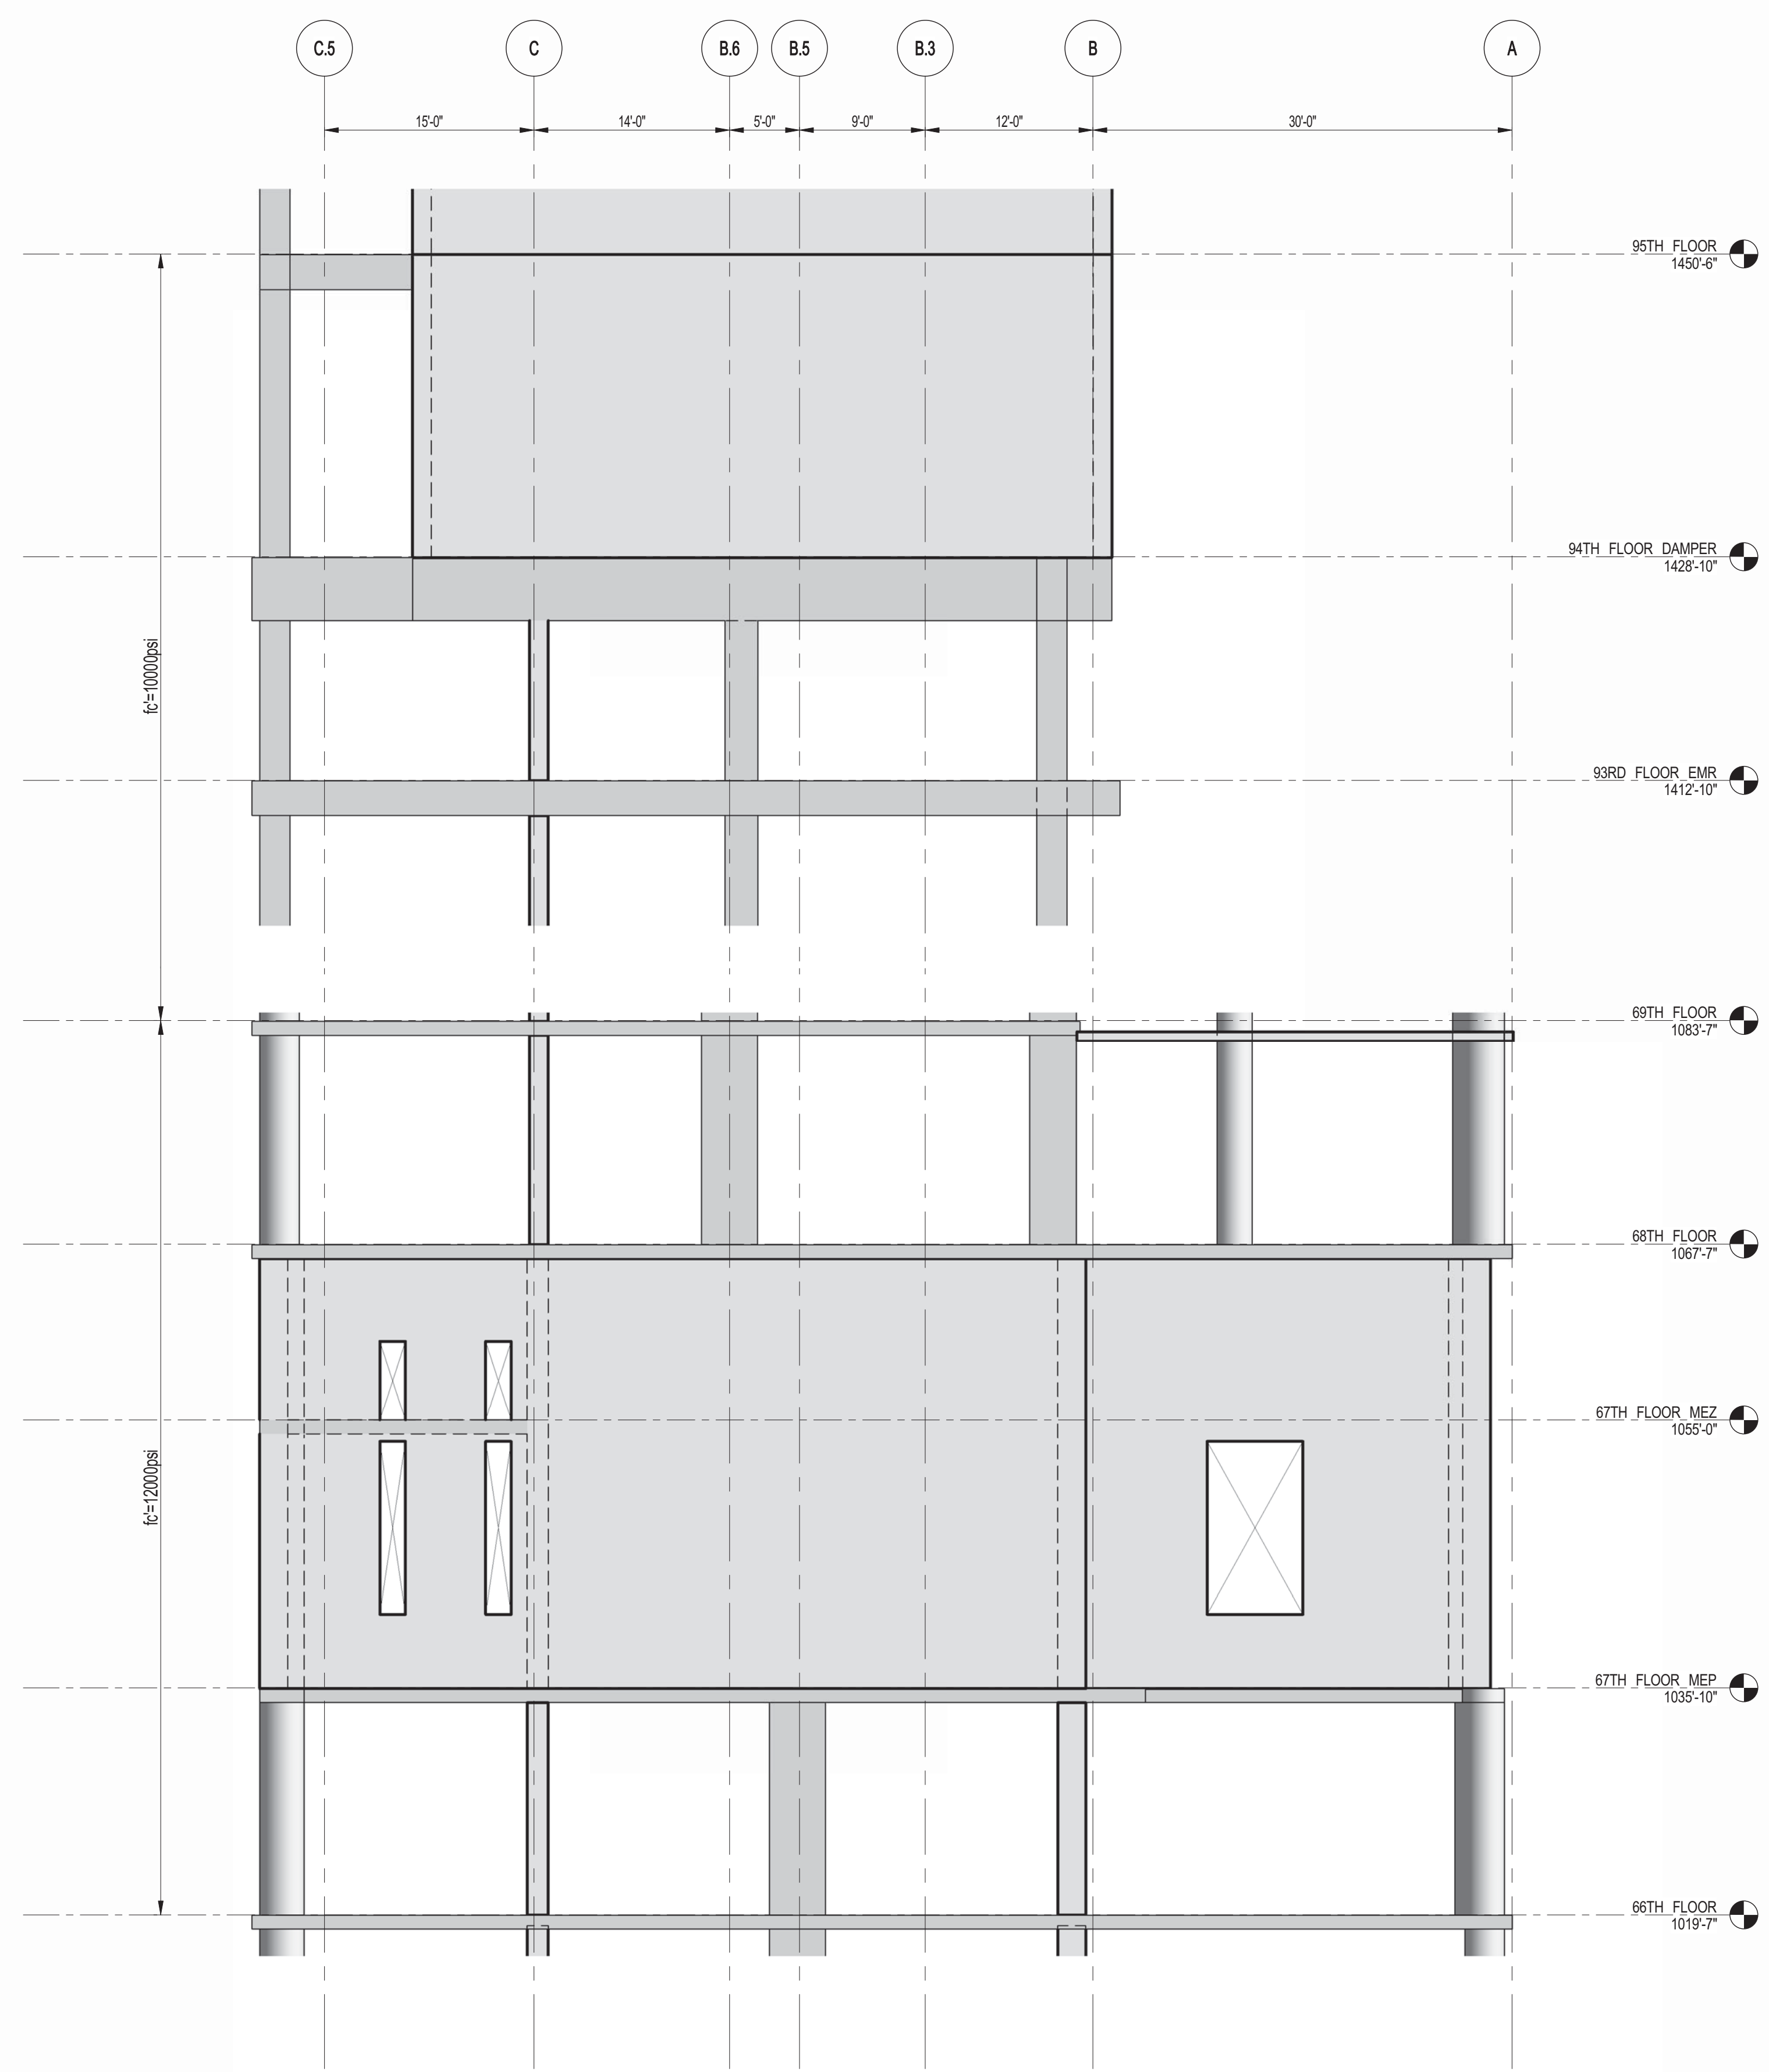 C.5
C
B.6
B.5
B.3
B
A
15'-0"
14'-0"
5'-0"
9'-0"
12'-0"
30'-0"
95TH FLOOR
1450'-6"
94TH FLOOR DAMPER
1428'-10"
fc'=10000psi
93RD FLOOR EMR
1412'-10"
69TH FLOOR
1083'-7"
68TH FLOOR
1067'-7"
67TH FLOOR MEZ
1055'-0"
fc'=12000psi
67TH FLOOR MEP
1035'-10"
66TH FLOOR
1019'-7"